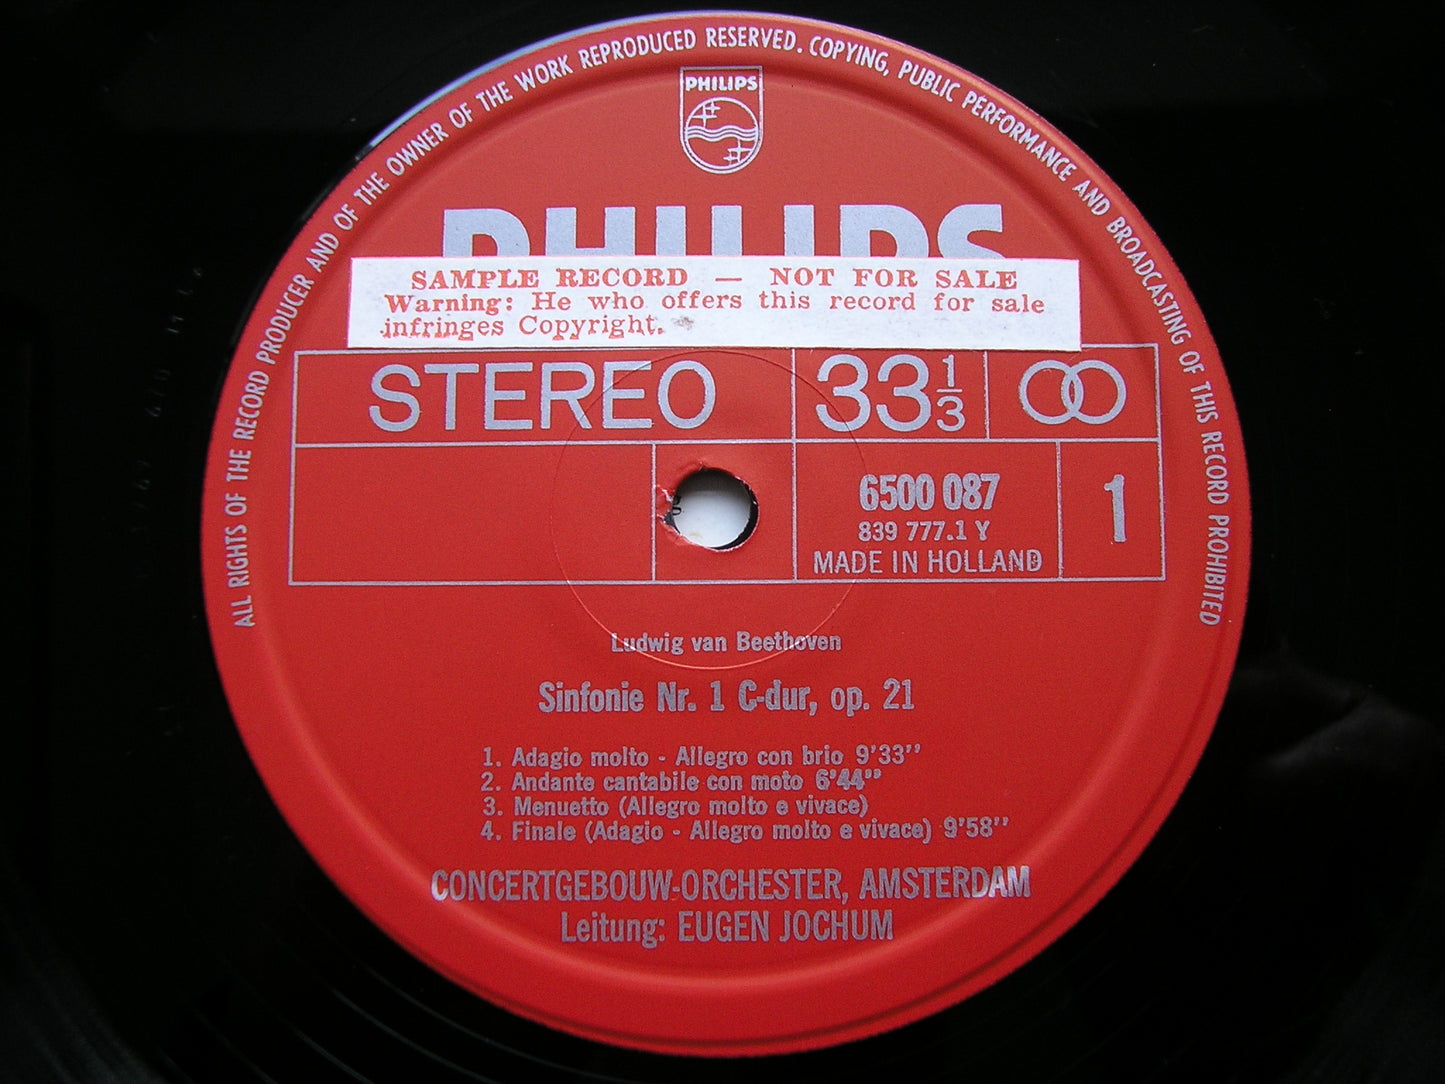 ALL RIGHTS OF THE RECORD PRODUCER AND OF THE OWNER OF THE WORK REPRODUCED RESERVED. COPYING, PUBLIC PERFORMANCE AND BROADCASTING OF THIS RECORD PROHIBITED
PHILIPS
PHILIPS
SAMPLE RECORD — NOT FOR SALE
Warning: He who offers this record for sale
infringes Copyright.
STEREO 33 1/3
6500 087
839 777.1 Y
MADE IN HOLLAND
1
Ludwig van Beethoven
Sinfonie Nr. 1 C-dur, op. 21
1. Adagio molto - Allegro con brio 9'33''
2. Andante cantabile con moto 6'44''
3. Menuetto (Allegro molto e vivace)
4. Finale (Adagio - Allegro molto e vivace) 9'58''
CONCERTGEBOUW-ORCHESTER, AMSTERDAM
Leitung: EUGEN JOCHUM